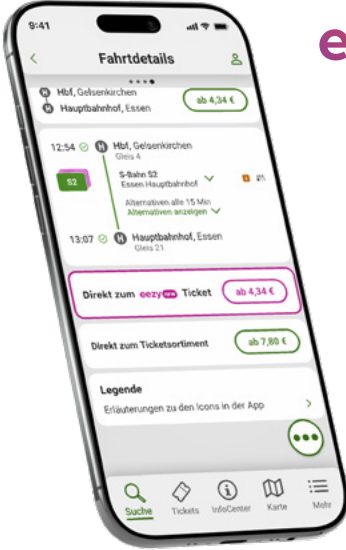 e
9:41
Fahrtdetails
Hbf, Gelsenkirchen
Hauptbahnhof, Essen
ab 4,34 €
12:54 H Hbf, Gelsenkirchen
Gleis 4
S2
S-Bahn S2
Essen Hauptbahnhof
Alternativen alle 15 Min
Alternativen anzeigen
13:07 H Hauptbahnhof, Essen
Gleis 21
Direkt zum eezy Ticket ab 4,34 €
Direkt zum Ticketsortiment ab 7,80 €
Legende
Erläuterungen zu den Icons in der App
Suche Tickets InfoCenter Karte Mehr